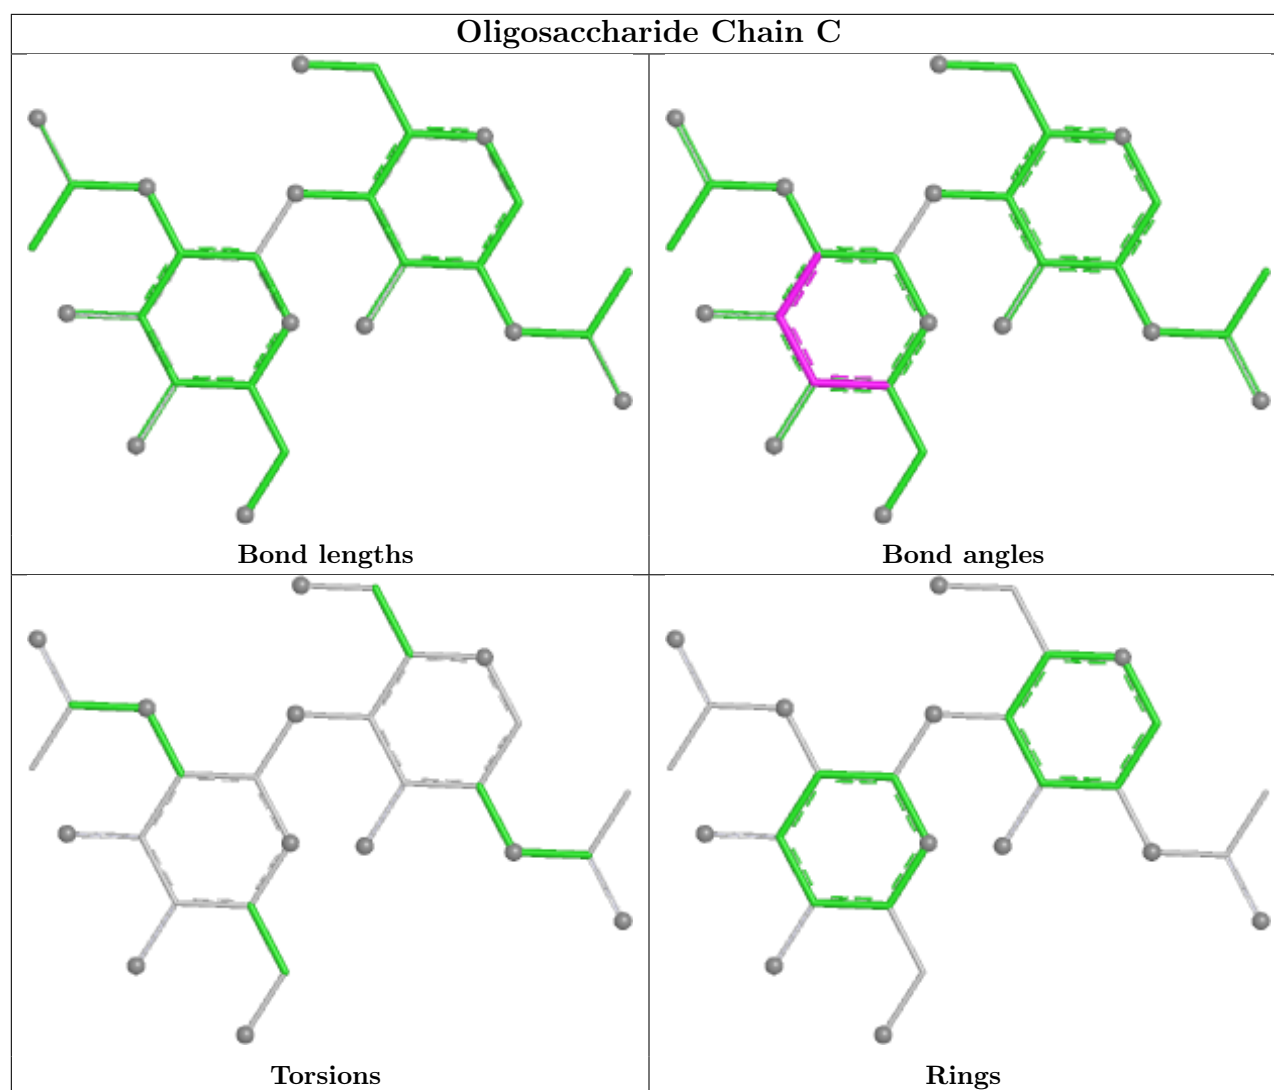 Oligosaccharide Chain C
Bond lengths
Bond angles
Torsions
Rings